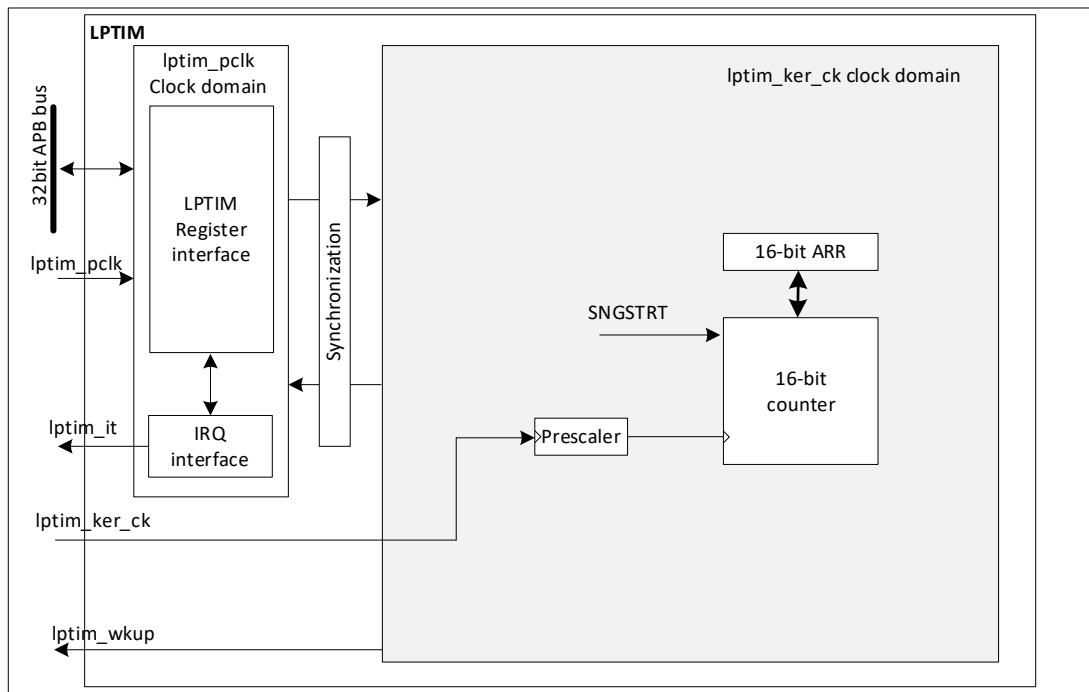 LPTIM
lptim_pclk
Clock domain
lptim_ker_ck clock domain
32bit APB bus
LPTIM
Register
interface
Synchronization
16-bit ARR
lptim_pclk
SNGSTRT
16-bit
counter
Prescaler
lptim_it
IRQ
interface
lptim_ker_ck
lptim_wkup